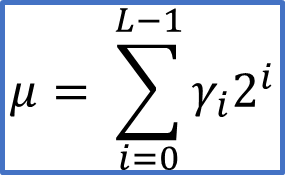 μ = ∑_{i=0}^{L−1} γ_i 2^i